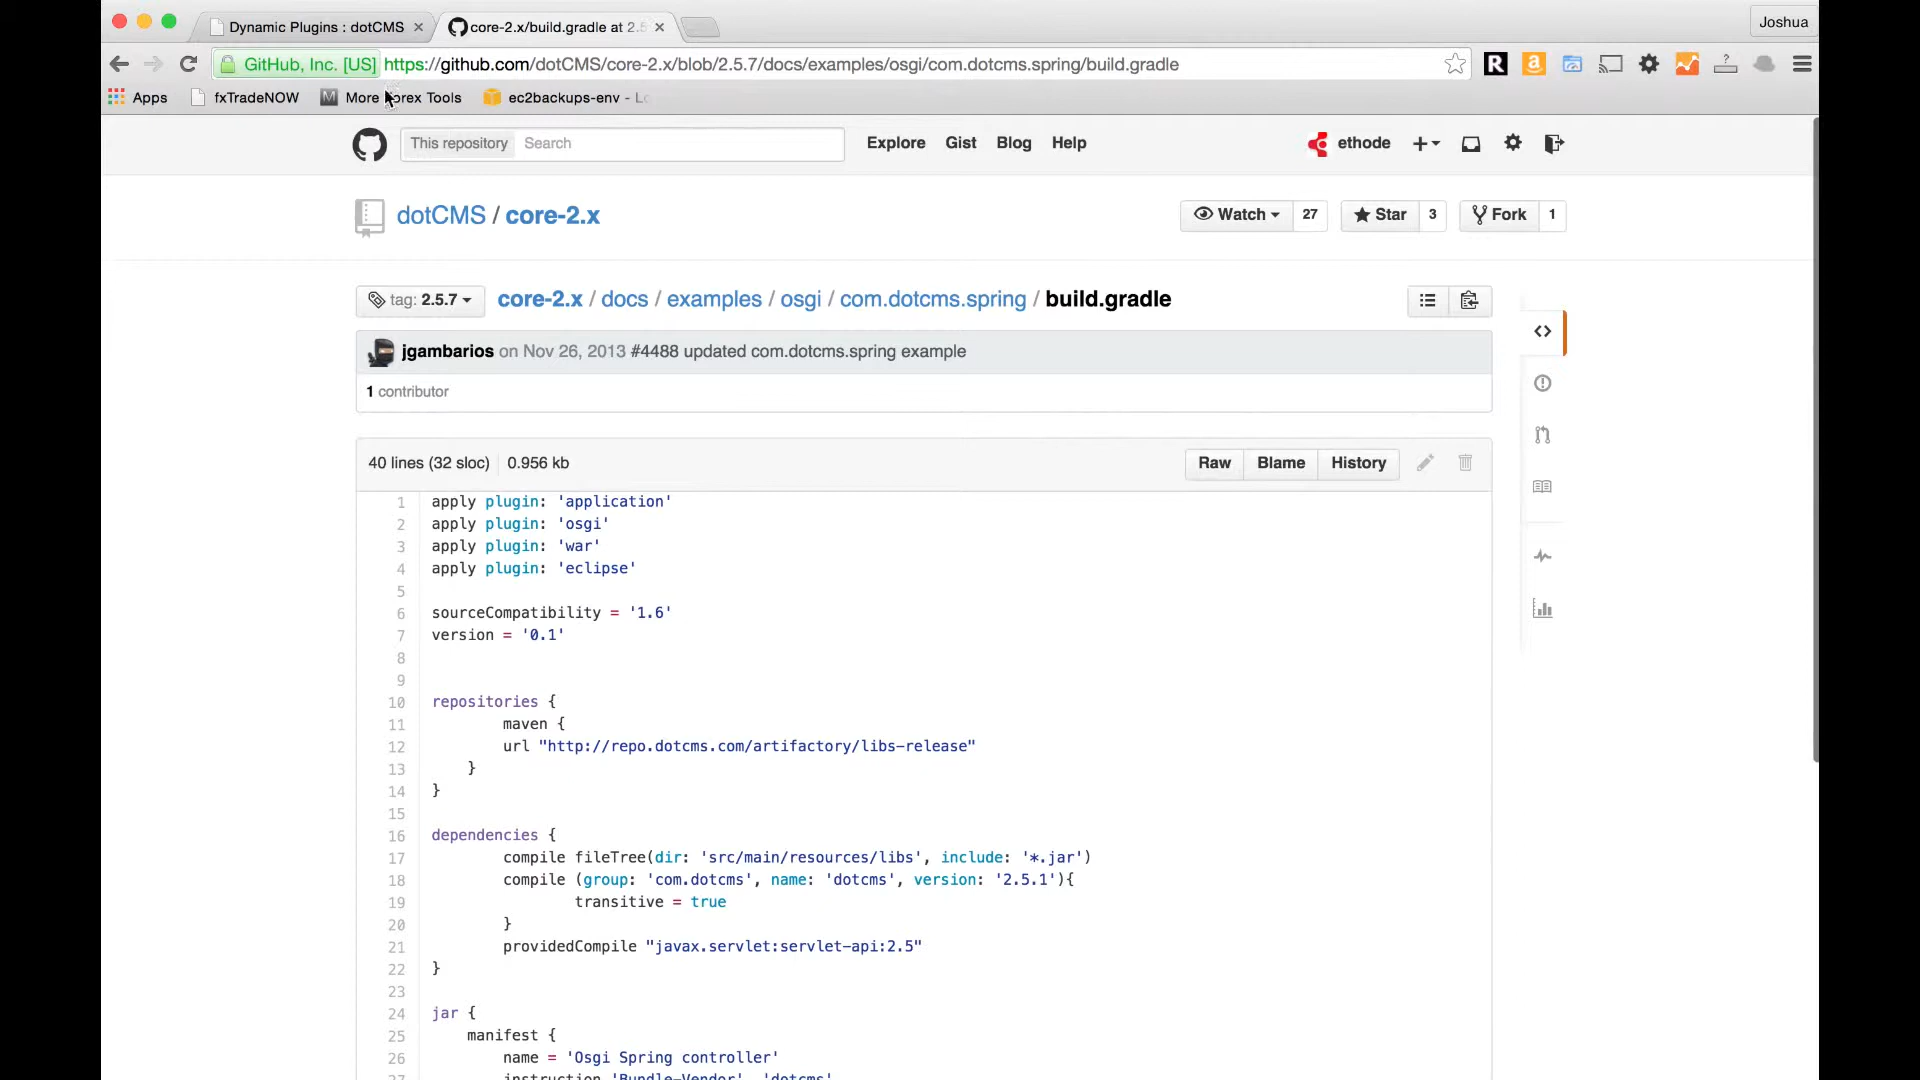 Dynamic Plugins : dotCMS
core-2.x/build.gradle at 2.5
Joshua
GitHub, Inc. [US] https://github.com/dotCMS/core-2.x/blob/2.5.7/docs/examples/osgi/com.dotcms.spring/build.gradle
Apps fxTradeNOW More Forex Tools ec2backups-env - Lo
This repository Search Explore Gist Blog Help ethode
dotCMS / core-2.x Watch 27 Star 3 Fork 1
tag: 2.5.7 core-2.x / docs / examples / osgi / com.dotcms.spring / build.gradle
jgambarios on Nov 26, 2013 #4488 updated com.dotcms.spring example
1 contributor
40 lines (32 sloc) 0.956 kb Raw Blame History
1 apply plugin: 'application'
2 apply plugin: 'osgi'
3 apply plugin: 'war'
4 apply plugin: 'eclipse'
5
6 sourceCompatibility = '1.6'
7 version = '0.1'
8
9
10 repositories {
11 maven {
12 url "http://repo.dotcms.com/artifactory/libs-release"
13 }
14 }
15
16 dependencies {
17 compile fileTree(dir: 'src/main/resources/libs', include: '*.jar')
18 compile (group: 'com.dotcms', name: 'dotcms', version: '2.5.1'){
19 transitive = true
20 }
21 providedCompile "javax.servlet:servlet-api:2.5"
22 }
23
24 jar {
25 manifest {
26 name = 'Osgi Spring controller'
27 instruction 'Bundle-Vendor', 'dotcms'